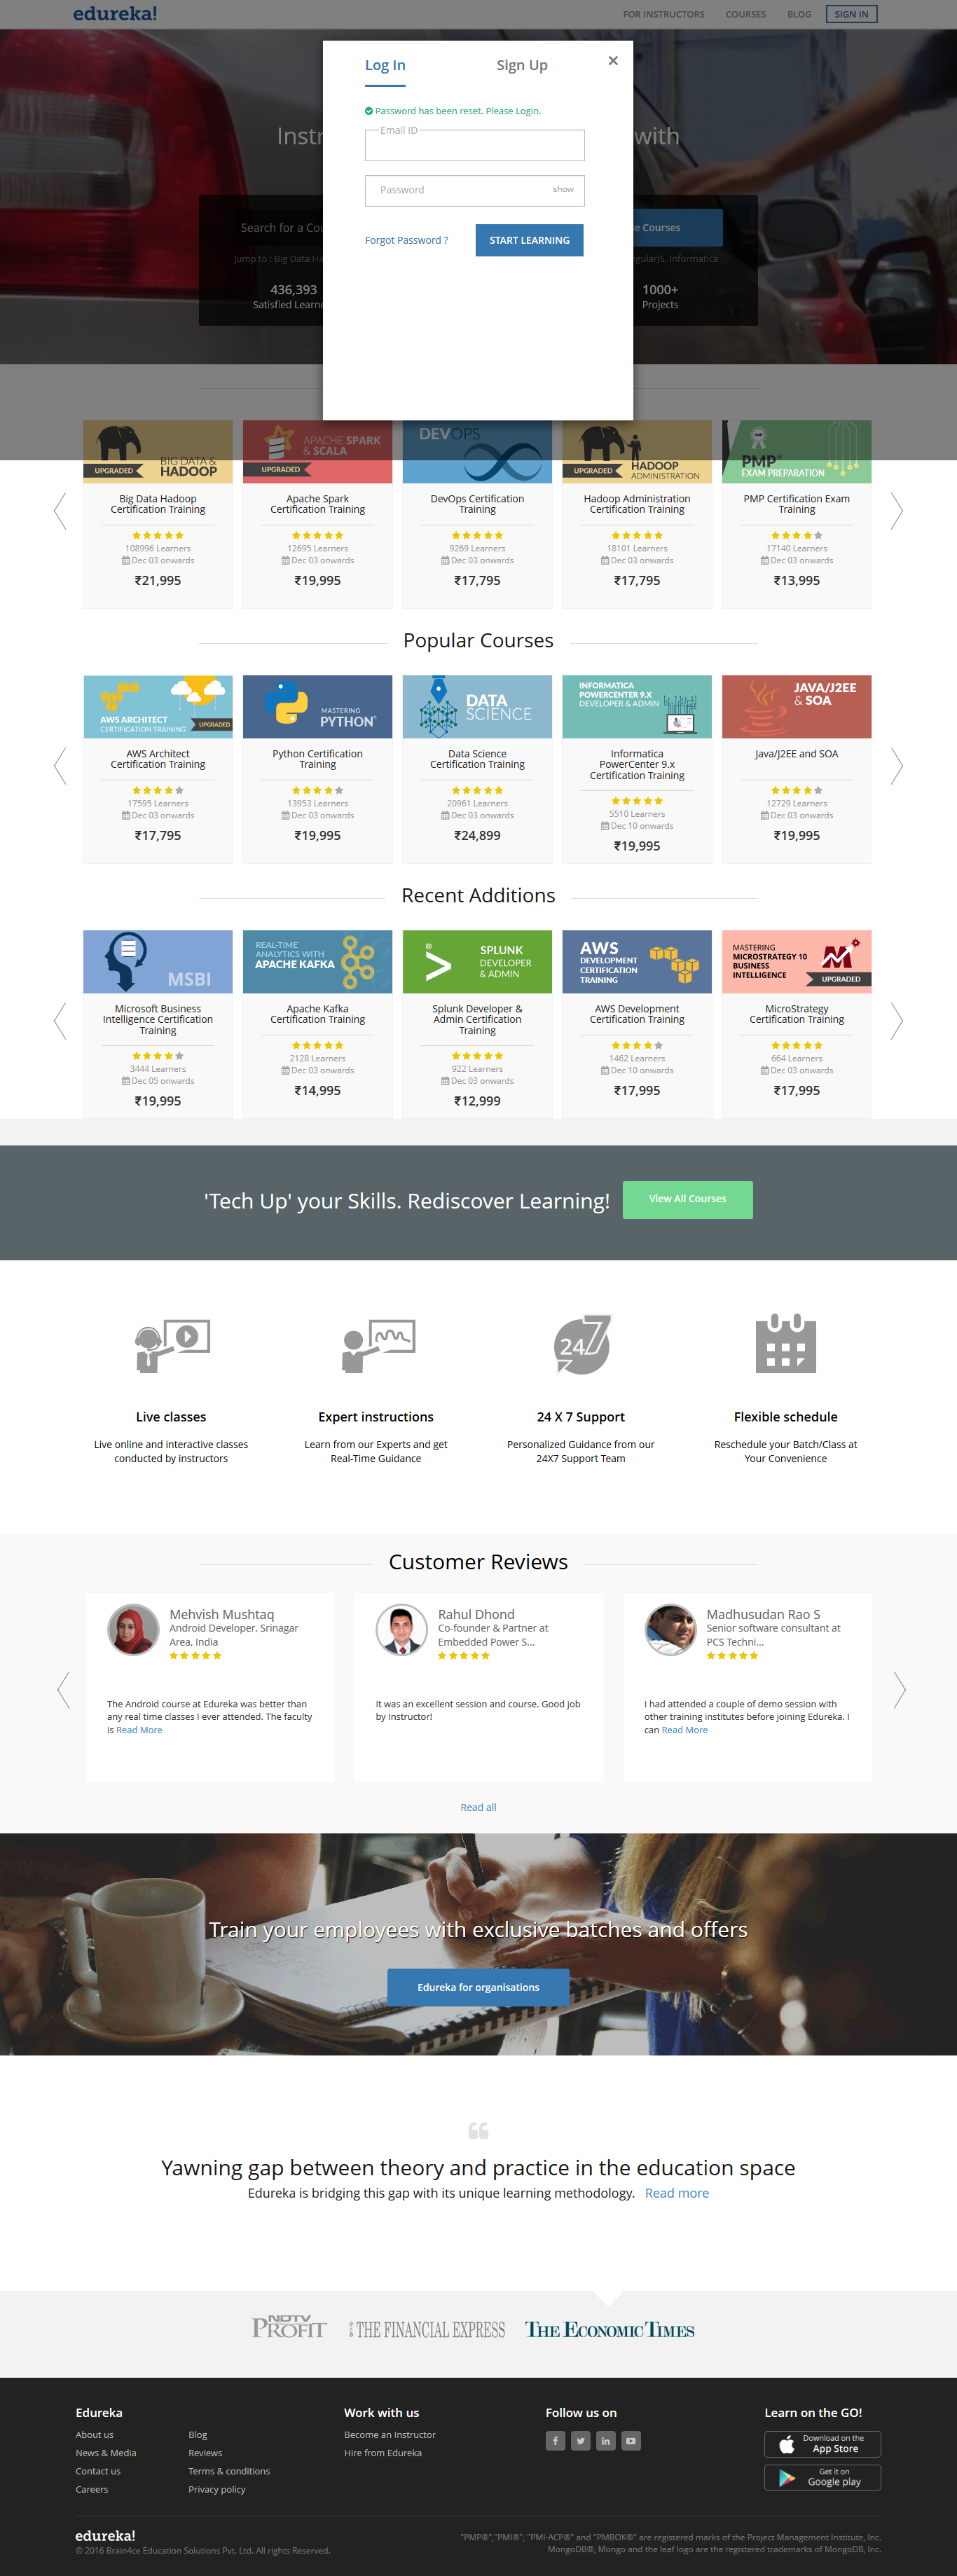 edureka!
FOR INSTRUCTORS COURSES BLOG SIGN IN
Log In Sign Up ×
Password has been reset. Please Login.
Instr with
Email ID
Password show
Search for a Cou e Courses
Forgot Password ? START LEARNING
Jump to : Big Data Ha gularJS, Informatica
436,393 1000+
Satisfied Learne Projects
BIG DATA & HADOOP UPGRADED
APACHE SPARK & SCALA UPGRADED
DEVOPS
HADOOP ADMINISTRATION UPGRADED
PMP® EXAM PREPARATION
Big Data Hadoop
Certification Training
108996 Learners
Dec 03 onwards
₹21,995
Apache Spark
Certification Training
12695 Learners
Dec 03 onwards
₹19,995
DevOps Certification
Training
9269 Learners
Dec 03 onwards
₹17,795
Hadoop Administration
Certification Training
18101 Learners
Dec 03 onwards
₹17,795
PMP Certification Exam
Training
17140 Learners
Dec 03 onwards
₹13,995
Popular Courses
AWS ARCHITECT
CERTIFICATION TRAINING UPGRADED
AWS Architect
Certification Training
17595 Learners
Dec 03 onwards
₹17,795
MASTERING
PYTHON®
Python Certification
Training
13953 Learners
Dec 03 onwards
₹19,995
DATA
SCIENCE
Data Science
Certification Training
20961 Learners
Dec 03 onwards
₹24,899
INFORMATICA
POWERCENTER 9.X
DEVELOPER & ADMIN
Informatica
PowerCenter 9.x
Certification Training
5510 Learners
Dec 10 onwards
₹19,995
JAVA/J2EE
& SOA
Java/J2EE and SOA
12729 Learners
Dec 03 onwards
₹19,995
Recent Additions
MSBI
Microsoft Business
Intelligence Certification
Training
3444 Learners
Dec 05 onwards
₹19,995
REAL-TIME
ANALYTICS WITH
APACHE KAFKA
Apache Kafka
Certification Training
2128 Learners
Dec 03 onwards
₹14,995
SPLUNK
DEVELOPER
& ADMIN
Splunk Developer &
Admin Certification
Training
922 Learners
Dec 03 onwards
₹12,999
AWS
DEVELOPMENT
CERTIFICATION
TRAINING
AWS Development
Certification Training
1462 Learners
Dec 10 onwards
₹17,995
MASTERING
MICROSTRATEGY 10
BUSINESS
INTELLIGENCE UPGRADED
MicroStrategy
Certification Training
664 Learners
Dec 03 onwards
₹17,995
'Tech Up' your Skills. Rediscover Learning! View All Courses
24/7
Live classes
Live online and interactive classes
conducted by instructors
Expert instructions
Learn from our Experts and get
Real-Time Guidance
24 X 7 Support
Personalized Guidance from our
24X7 Support Team
Flexible schedule
Reschedule your Batch/Class at
Your Convenience
Customer Reviews
Mehvish Mushtaq
Android Developer, Srinagar
Area, India
The Android course at Edureka was better than
any real time classes I ever attended. The faculty
is Read More
Rahul Dhond
Co-founder & Partner at
Embedded Power S...
It was an excellent session and course. Good job
by Instructor!
Madhusudan Rao S
Senior software consultant at
PCS Techni...
I had attended a couple of demo session with
other training institutes before joining Edureka. I
can Read More
Read all
Train your employees with exclusive batches and offers
Edureka for organisations
Yawning gap between theory and practice in the education space
Edureka is bridging this gap with its unique learning methodology. Read more
NDTV PROFIT
THE FINANCIAL EXPRESS
THE ECONOMIC TIMES
Edureka
About us Blog
News & Media Reviews
Contact us Terms & conditions
Careers Privacy policy
Work with us
Become an Instructor
Hire from Edureka
Follow us on
Learn on the GO!
Download on the
App Store
Get it on
Google play
edureka!
© 2016 Brain4ce Education Solutions Pvt. Ltd. All rights Reserved.
"PMP®","PMI®", "PMI-ACP®" and "PMBOK®" are registered marks of the Project Management Institute, Inc.
MongoDB®, Mongo and the leaf logo are the registered trademarks of MongoDB, Inc.